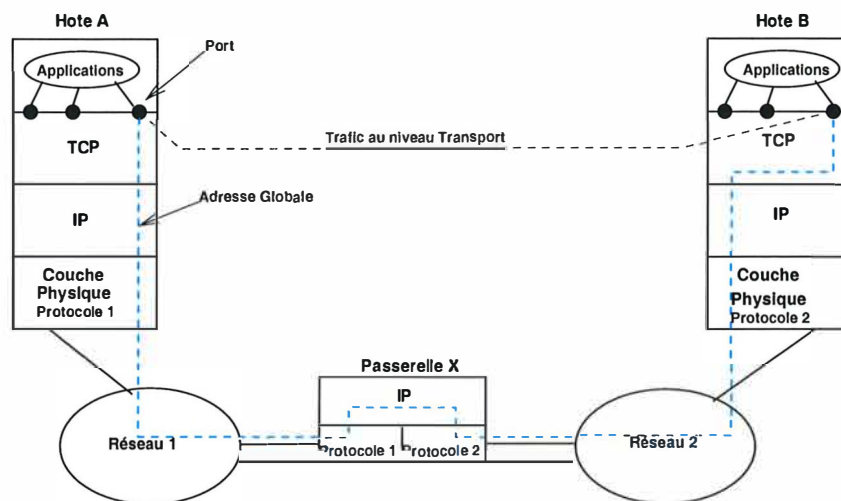 Hote A
Hote B
Port
Applications
Applications
Trafic au niveau Transport
TCP
TCP
Adresse Globale
IP
IP
Couche
Physique
Protocole 1
Couche
Physique
Protocole 2
Passerelle X
IP
Réseau 1
Protocole 1
Protocole 2
Réseau 2